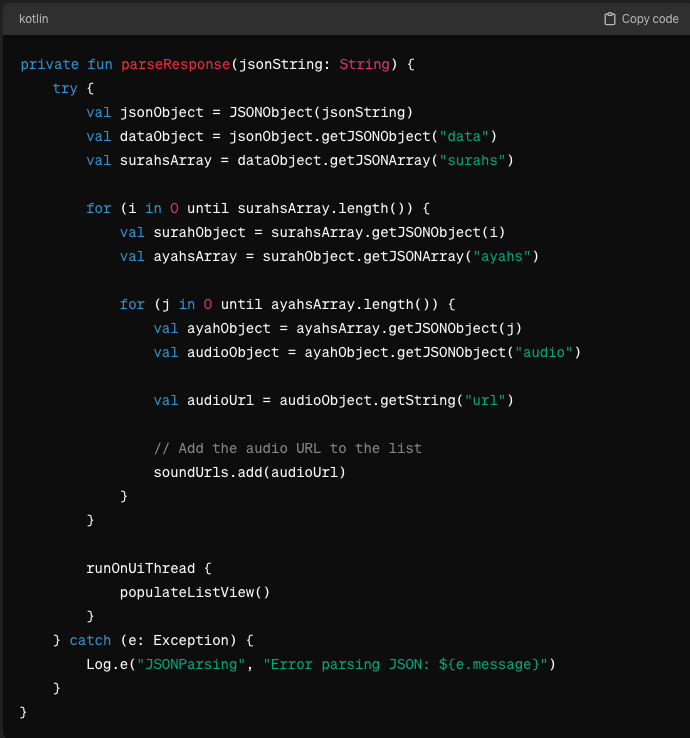 kotlin
Copy code
private fun parseResponse(jsonString: String) {
    try {
        val jsonObject = JSONObject(jsonString)
        val dataObject = jsonObject.getJSONObject("data")
        val surahsArray = dataObject.getJSONArray("surahs")

        for (i in 0 until surahsArray.length()) {
            val surahObject = surahsArray.getJSONObject(i)
            val ayahsArray = surahObject.getJSONArray("ayahs")

            for (j in 0 until ayahsArray.length()) {
                val ayahObject = ayahsArray.getJSONObject(j)
                val audioObject = ayahObject.getJSONObject("audio")

                val audioUrl = audioObject.getString("url")

                // Add the audio URL to the list
                soundUrls.add(audioUrl)
            }
        }

        runOnUiThread {
            populateListView()
        }
    } catch (e: Exception) {
        Log.e("JSONParsing", "Error parsing JSON: ${e.message}")
    }
}